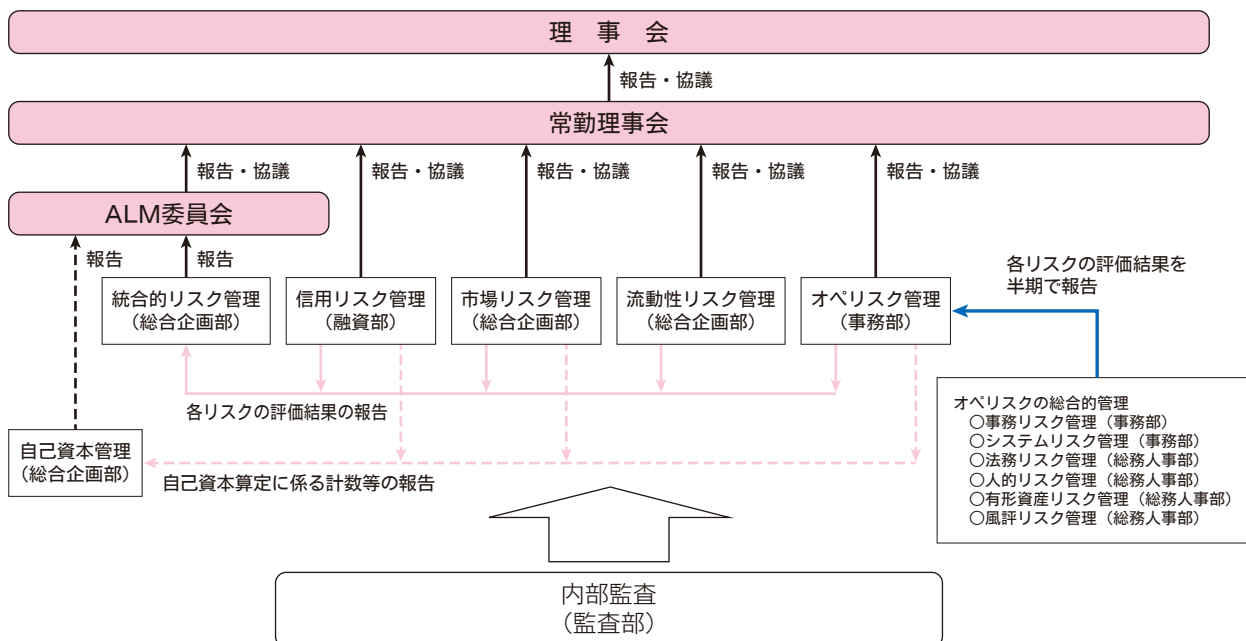 理　事　会
報告・協議
常勤理事会
報告・協議
報告・協議
報告・協議
報告・協議
報告・協議
ALM委員会
報告
報告
各リスクの評価結果を
半期で報告
統合的リスク管理
（総合企画部）
信用リスク管理
（融資部）
市場リスク管理
（総合企画部）
流動性リスク管理
（総合企画部）
オペリスク管理
（事務部）
各リスクの評価結果の報告
オペリスクの総合的管理
○事務リスク管理（事務部）
○システムリスク管理（事務部）
○法務リスク管理（総務人事部）
○人的リスク管理（総務人事部）
○有形資産リスク管理（総務人事部）
○風評リスク管理（総務人事部）
自己資本管理
（総合企画部）
自己資本算定に係る計数等の報告
内部監査
（監査部）